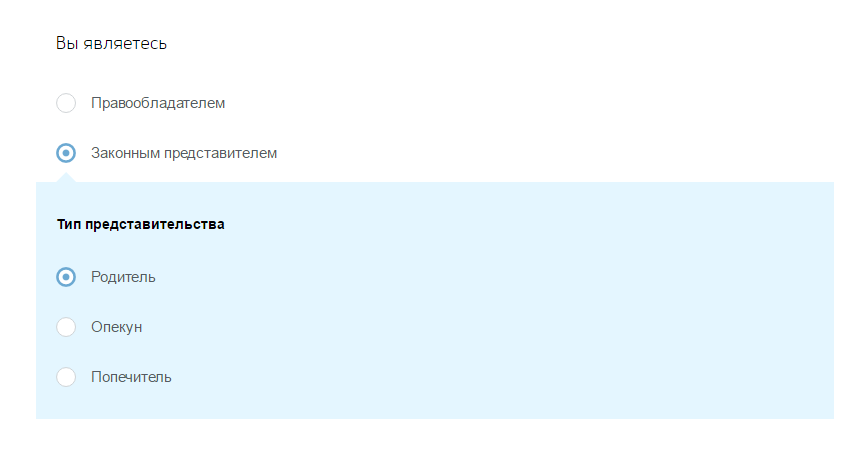 Вы являетесь
Правообладателем
Законным представителем
Тип представительства
Родитель
Опекун
Попечитель